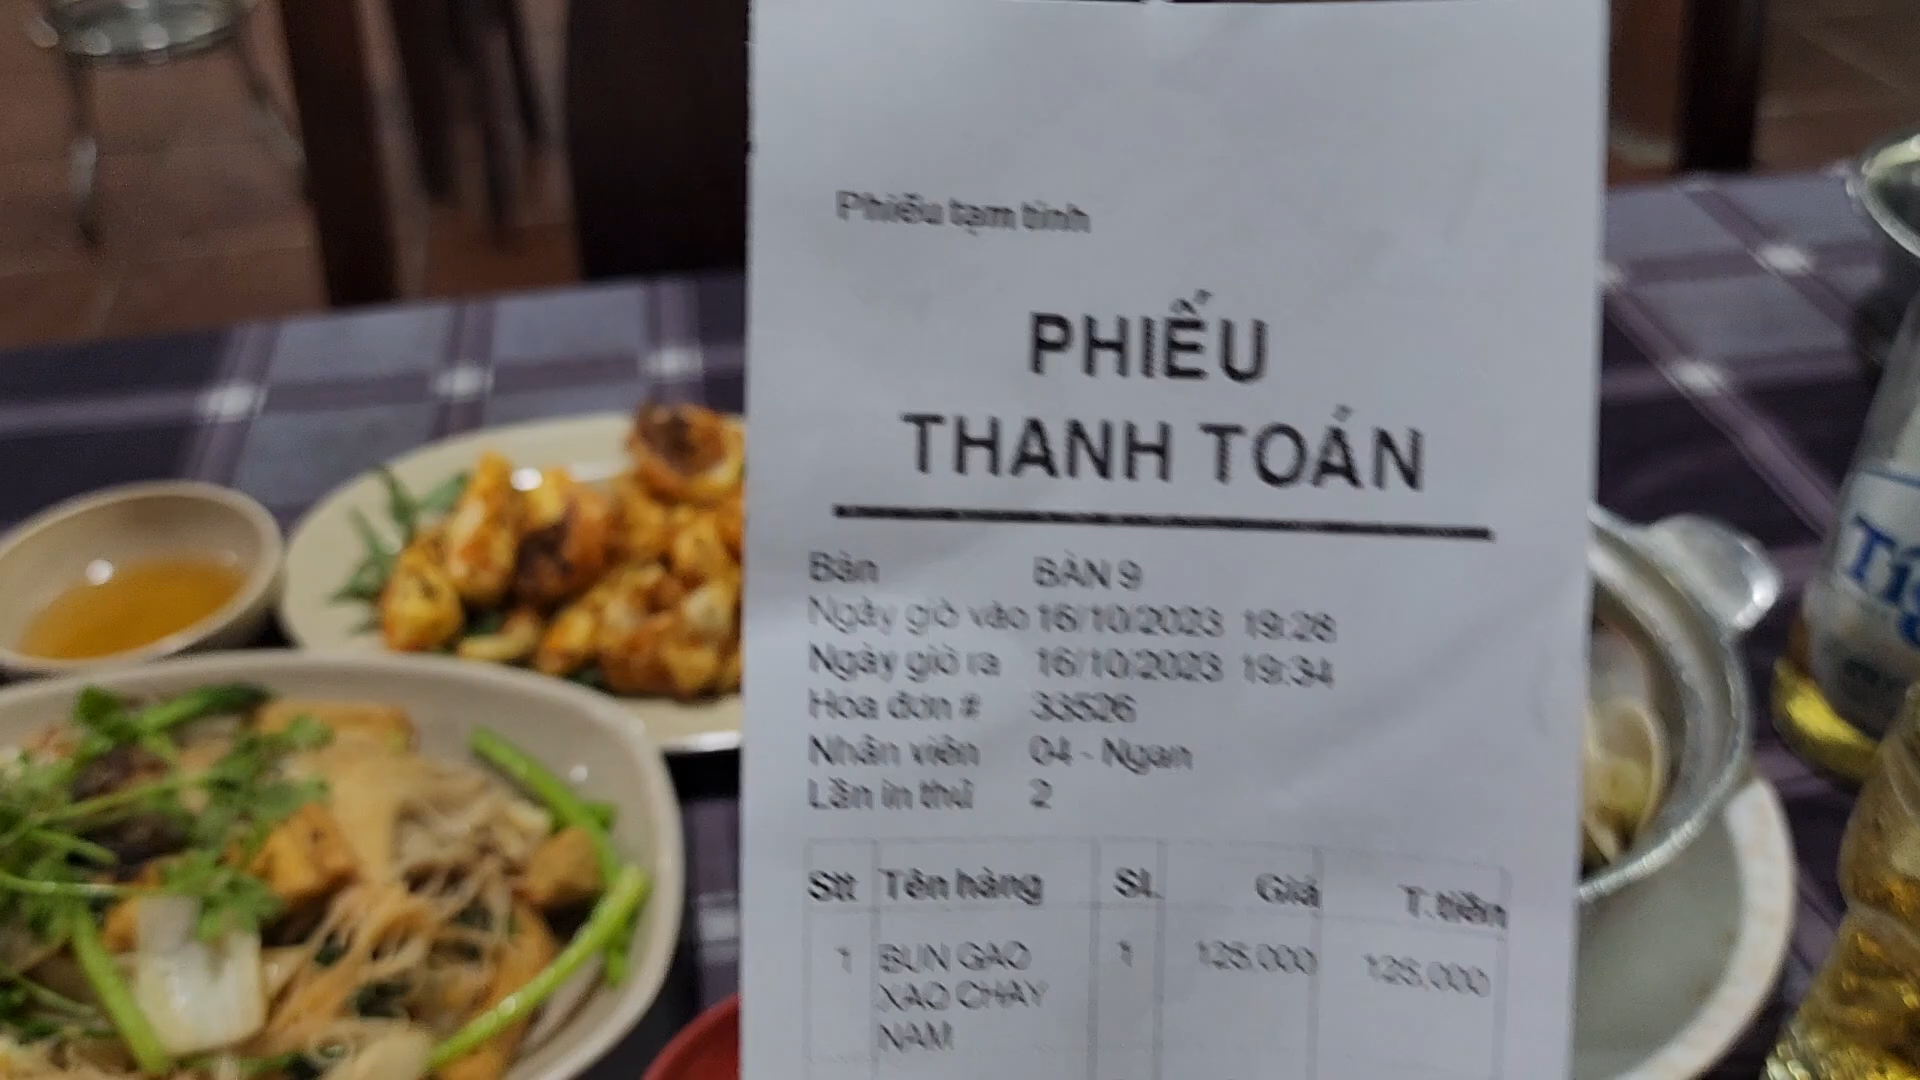 Phiếu tạm tính
PHIẾU
THANH TOÁN
Bàn BÀN 9
Ngày giờ vào 16/10/2023 19:28
Ngày giờ ra 16/10/2023 19:34
Hóa đơn # 33526
Nhân viên 04 - Ngan
Lần in thứ 2
Stt Tên hàng SL Giá T.tiền
1 BUN GAO XAO CHAY NAM 1 125.000 125.000